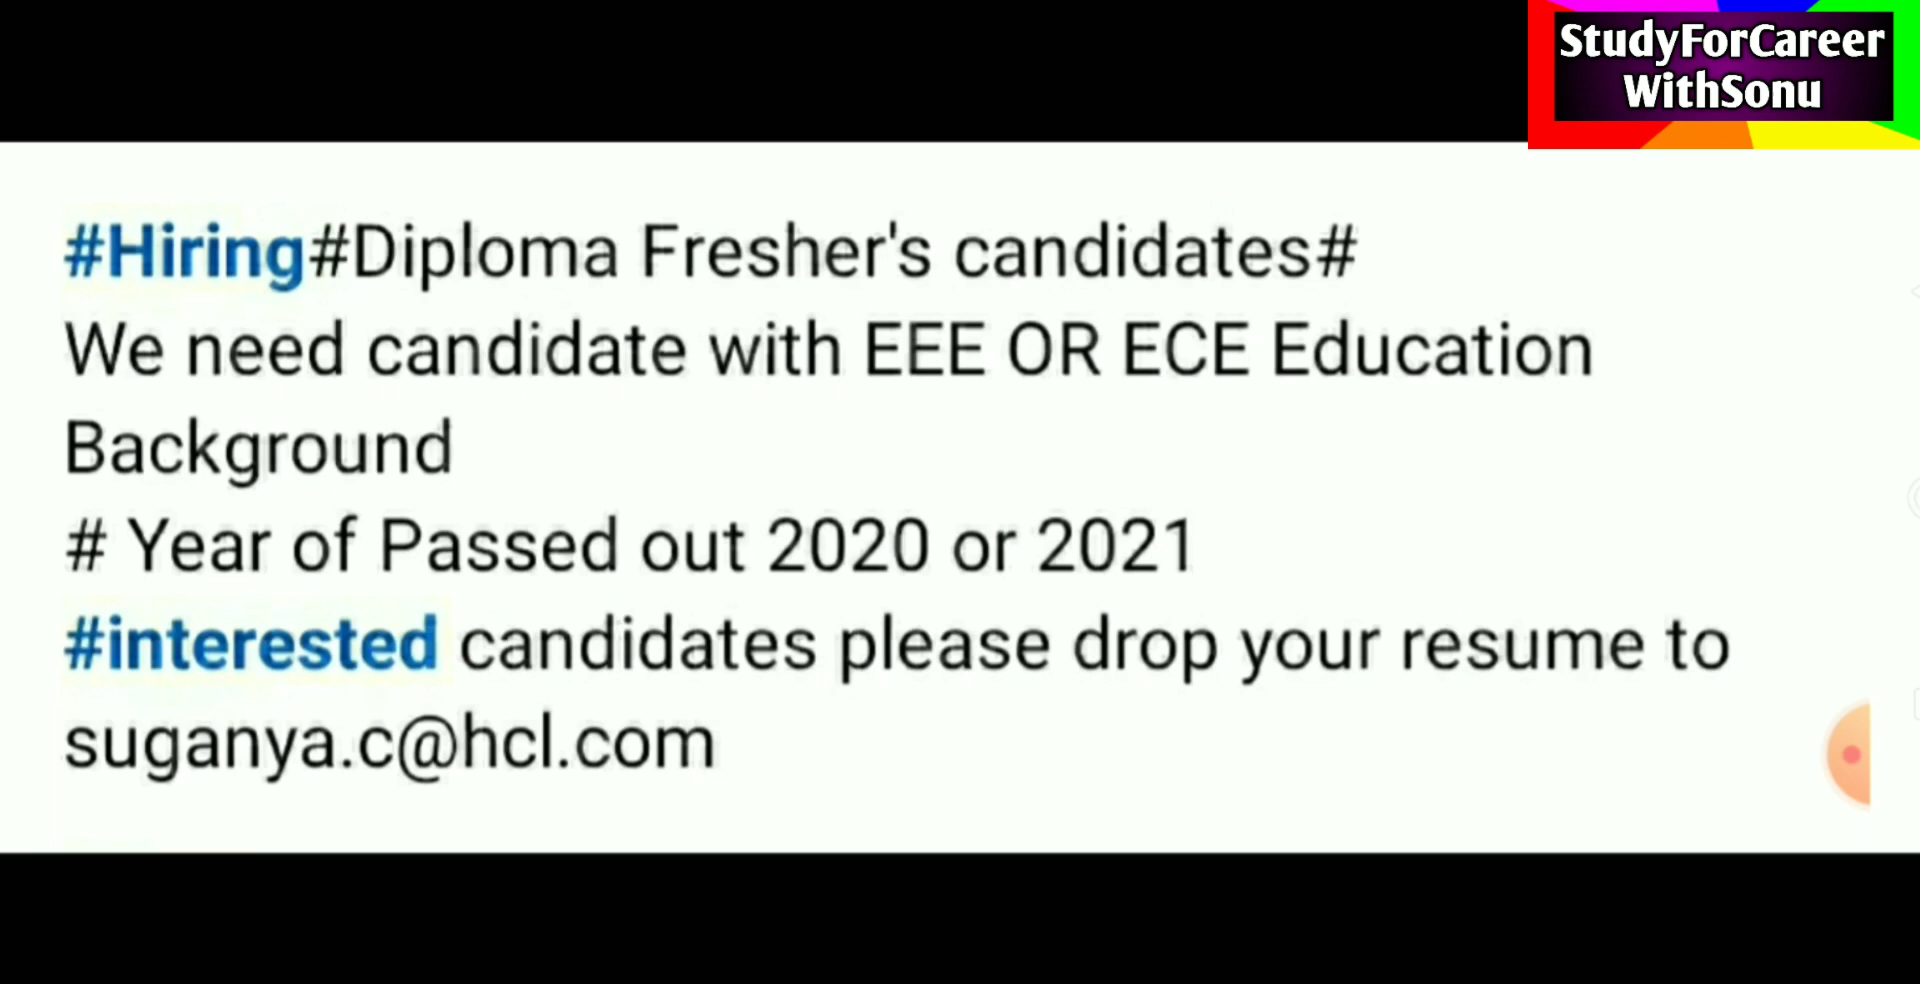 StudyForCareer
WithSonu
#Hiring#Diploma Fresher's candidates#
We need candidate with EEE OR ECE Education
Background
# Year of Passed out 2020 or 2021
#interested candidates please drop your resume to
suganya.c@hcl.com